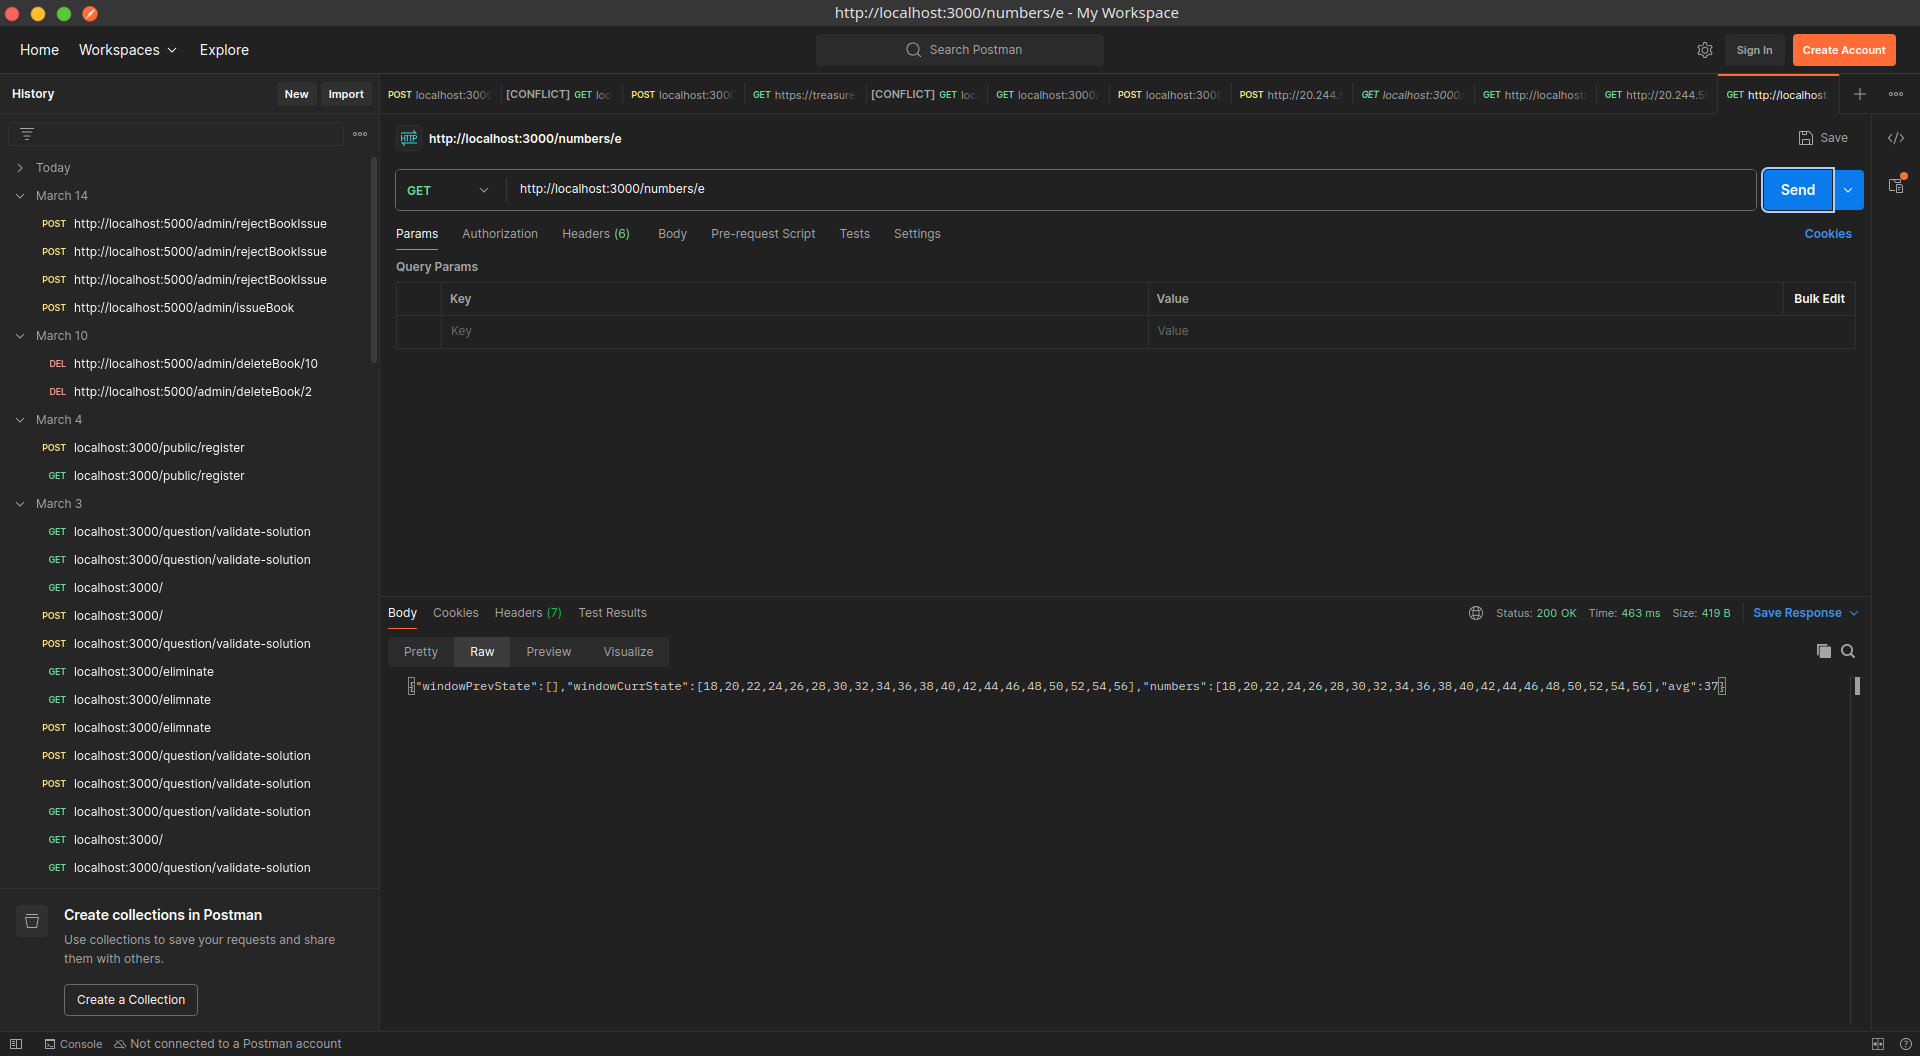 http://localhost:3000/numbers/e - My Workspace
Home Workspaces Explore
Search Postman
Sign In
Create Account
History
New Import
POST localhost:300 [CONFLICT] GET loc POST localhost:300 GET https://treasure [CONFLICT] GET loc GET localhost:3000/ POST localhost:300 POST http://20.244. GET localhost:3000/ GET http://localhost GET http://20.244.5 GET http://localhost:
HTTP http://localhost:3000/numbers/e
Save
GET http://localhost:3000/numbers/e
Send
Params Authorization Headers (6) Body Pre-request Script Tests Settings
Cookies
Query Params
Key Value Bulk Edit
Key Value
Today
March 14
POST http://localhost:5000/admin/rejectBookIssue
POST http://localhost:5000/admin/rejectBookIssue
POST http://localhost:5000/admin/rejectBookIssue
POST http://localhost:5000/admin/issueBook
March 10
DEL http://localhost:5000/admin/deleteBook/10
DEL http://localhost:5000/admin/deleteBook/2
March 4
POST localhost:3000/public/register
GET localhost:3000/public/register
March 3
GET localhost:3000/question/validate-solution
GET localhost:3000/question/validate-solution
GET localhost:3000/
POST localhost:3000/
POST localhost:3000/question/validate-solution
GET localhost:3000/eliminate
GET localhost:3000/elimnate
POST localhost:3000/elimnate
POST localhost:3000/question/validate-solution
POST localhost:3000/question/validate-solution
GET localhost:3000/question/validate-solution
GET localhost:3000/
GET localhost:3000/question/validate-solution
Body Cookies Headers (7) Test Results
Status: 200 OK Time: 463 ms Size: 419 B Save Response
Pretty Raw Preview Visualize
{"windowPrevState":[],"windowCurrState":[18,20,22,24,26,28,30,32,34,36,38,40,42,44,46,48,50,52,54,56],"numbers":[18,20,22,24,26,28,30,32,34,36,38,40,42,44,46,48,50,52,54,56],"avg":37}
Create collections in Postman
Use collections to save your requests and share
them with others.
Create a Collection
Console Not connected to a Postman account